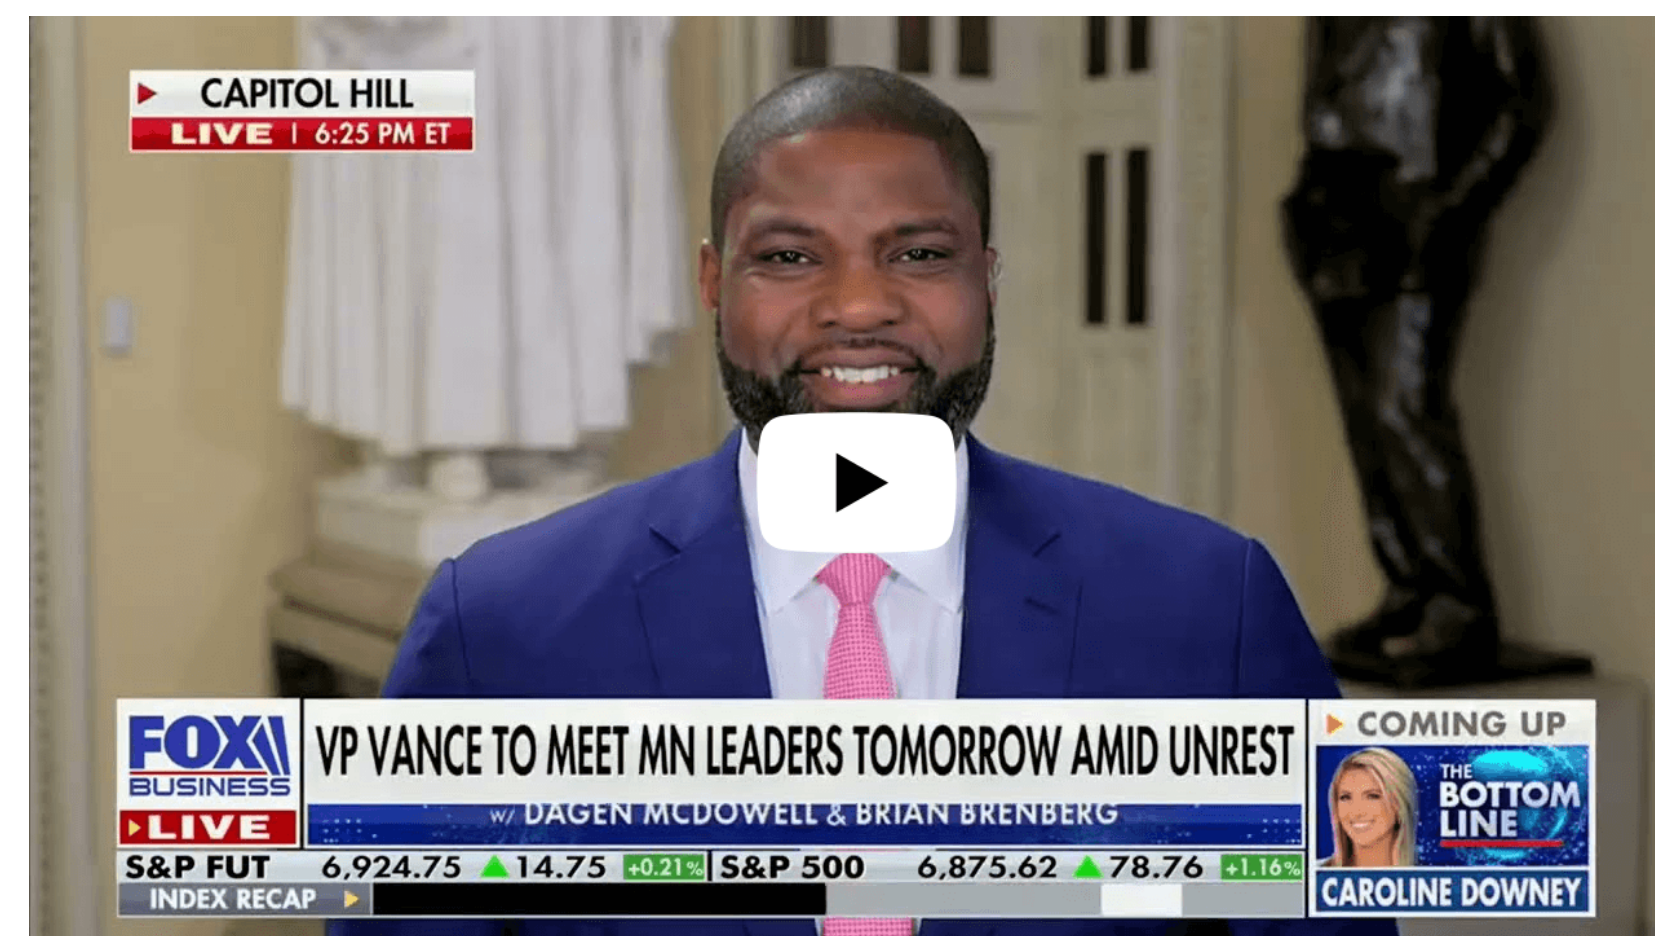 CAPITOL HILL
LIVE | 6:25 PM ET
FOX
BUSINESS
LIVE
VP VANCE TO MEET MN LEADERS TOMORROW AMID UNREST
w/ DAGEN MCDOWELL & BRIAN BRENBERG
COMING UP
THE
BOTTOM
LINE
CAROLINE DOWNEY
S&P FUT 6,924.75 14.75 +0.21% S&P 500 6,875.62 78.76 +1.16%
INDEX RECAP